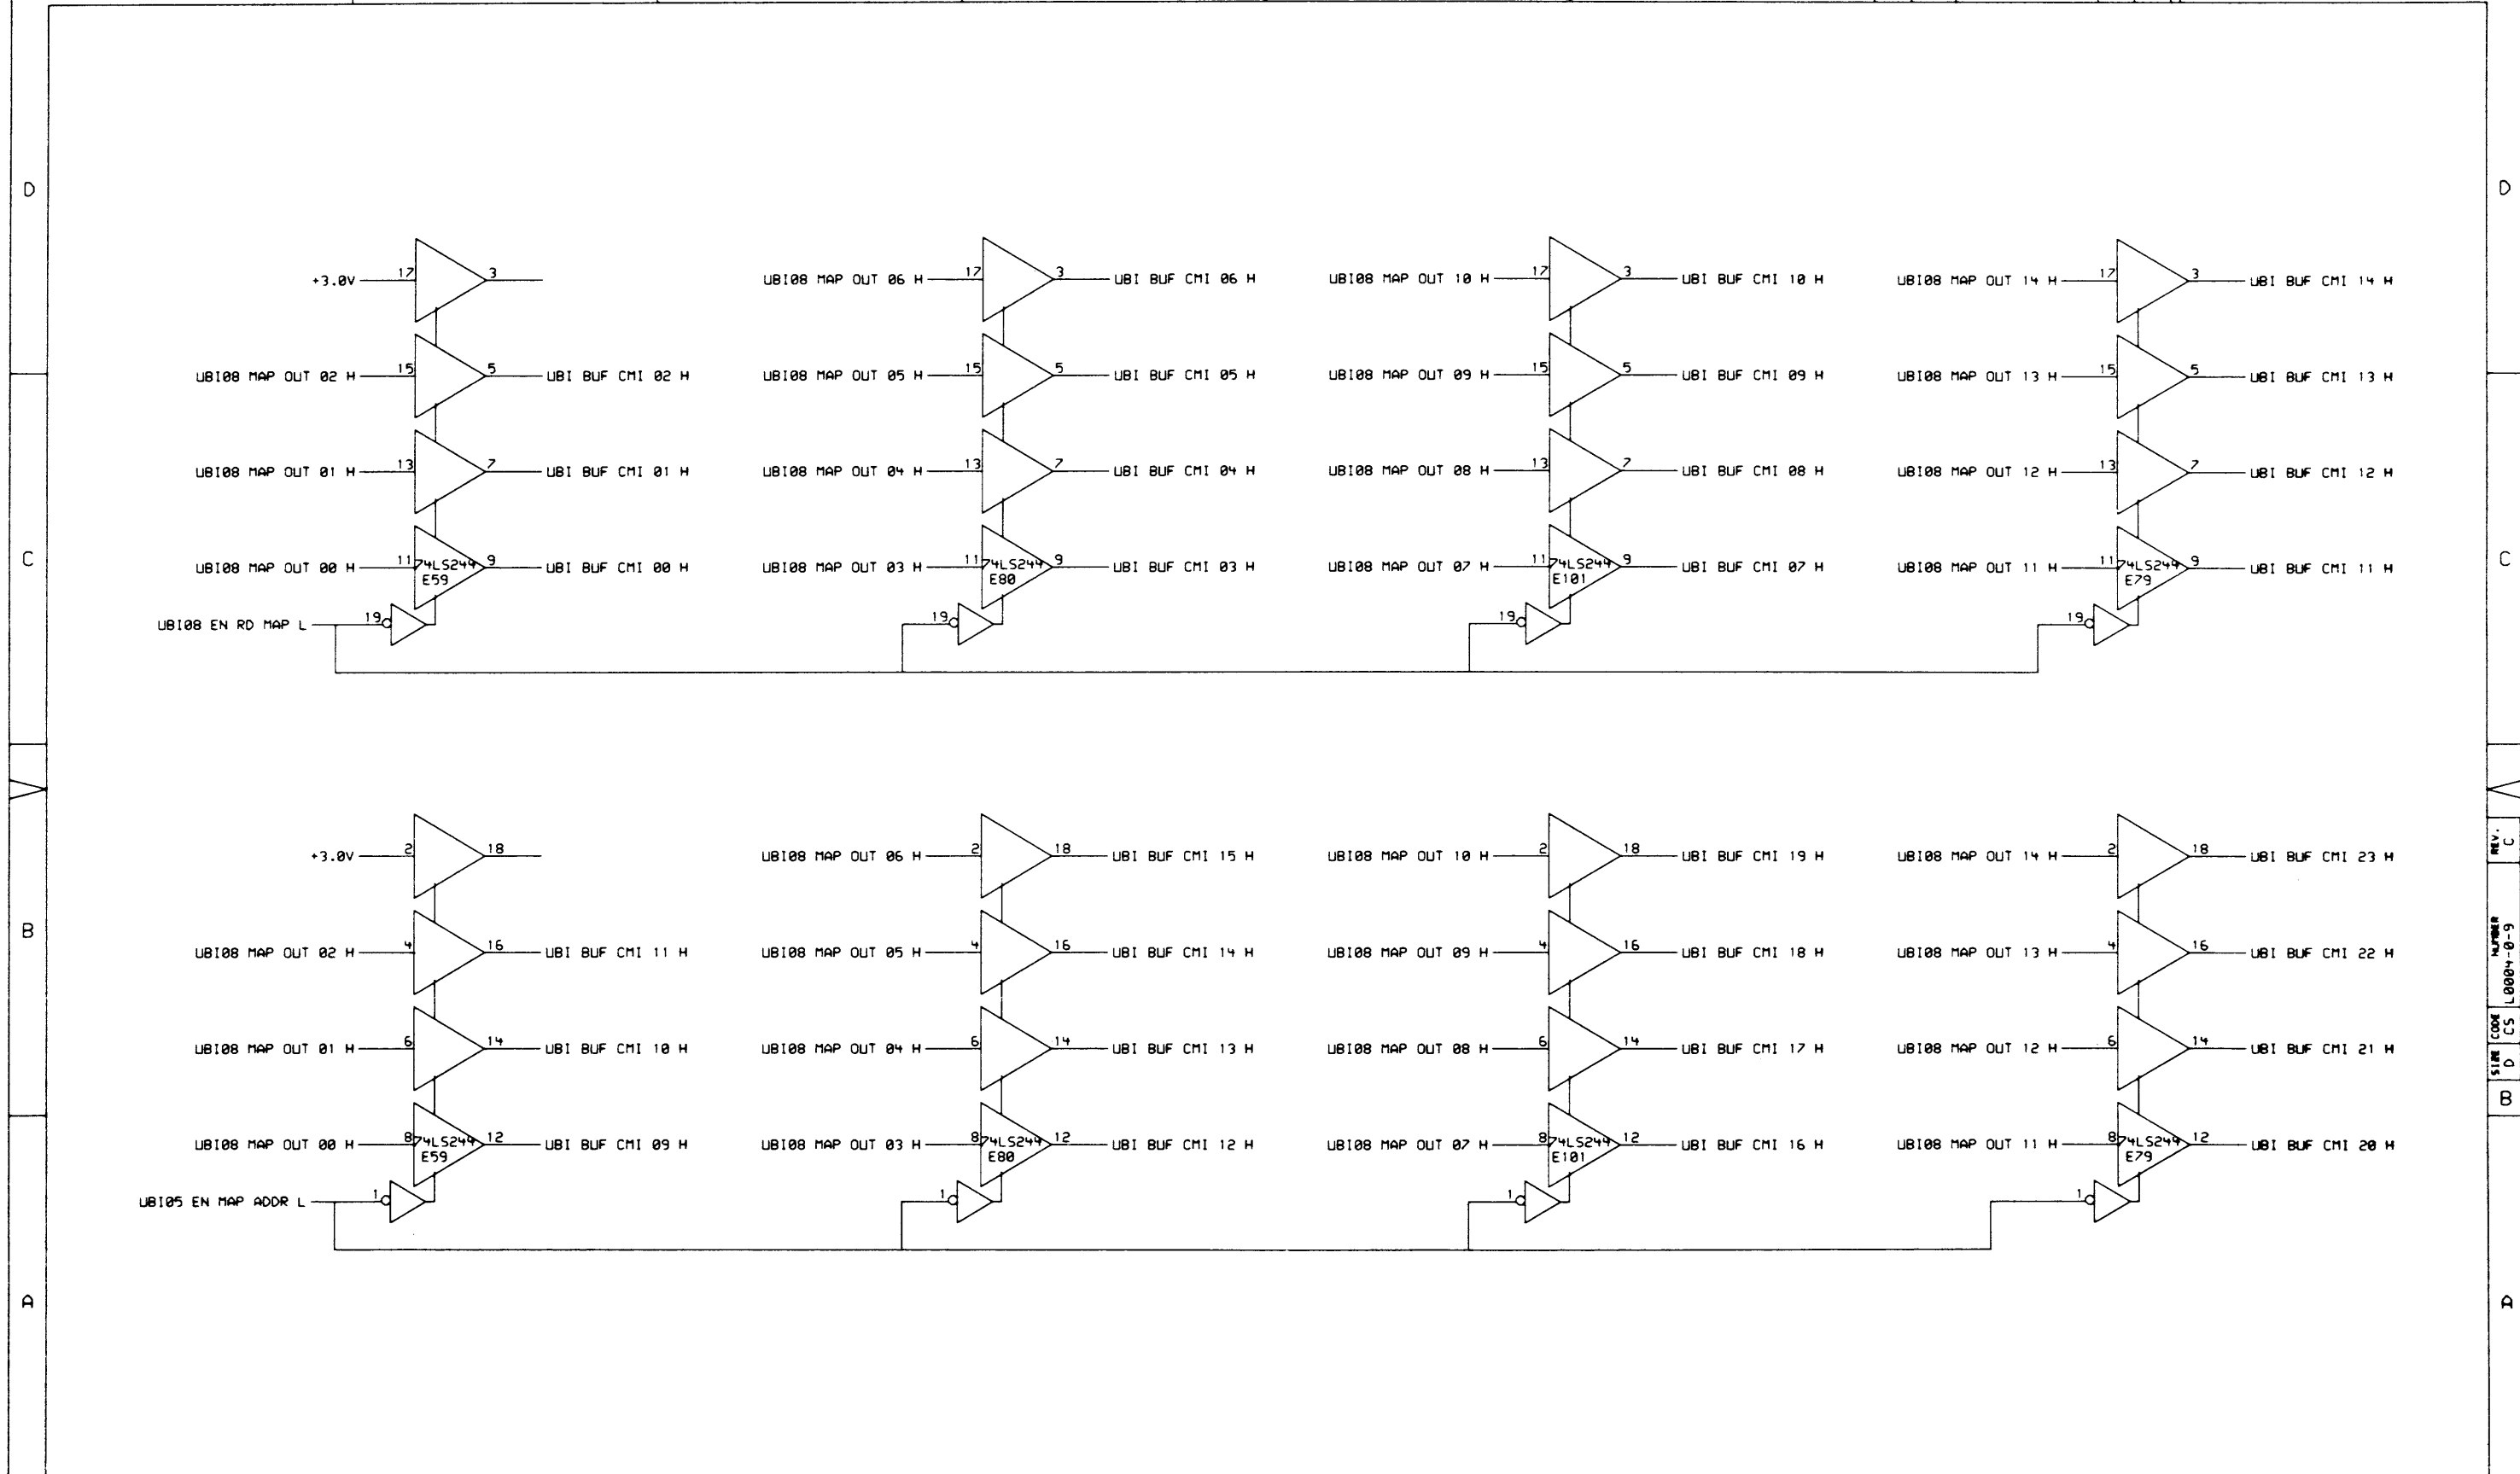 D
D
+3.0V 17 3
UBI08 MAP OUT 06 H 17 3 UBI BUF CMI 06 H
UBI08 MAP OUT 10 H 17 3 UBI BUF CMI 10 H
UBI08 MAP OUT 14 H 17 3 UBI BUF CMI 14 H
UBI08 MAP OUT 02 H 15 5 UBI BUF CMI 02 H
UBI08 MAP OUT 05 H 15 5 UBI BUF CMI 05 H
UBI08 MAP OUT 09 H 15 5 UBI BUF CMI 09 H
UBI08 MAP OUT 13 H 15 5 UBI BUF CMI 13 H
UBI08 MAP OUT 01 H 13 7 UBI BUF CMI 01 H
UBI08 MAP OUT 04 H 13 7 UBI BUF CMI 04 H
UBI08 MAP OUT 08 H 13 7 UBI BUF CMI 08 H
UBI08 MAP OUT 12 H 13 7 UBI BUF CMI 12 H
C
C
UBI08 MAP OUT 00 H 11 74LS244 9 UBI BUF CMI 00 H
E59
UBI08 MAP OUT 03 H 11 74LS244 9 UBI BUF CMI 03 H
E80
UBI08 MAP OUT 07 H 11 74LS244 9 UBI BUF CMI 07 H
E101
UBI08 MAP OUT 11 H 11 74LS244 9 UBI BUF CMI 11 H
E79
UBI08 EN RD MAP L 19
19
19
19
+3.0V 2 18
UBI08 MAP OUT 06 H 2 18 UBI BUF CMI 15 H
UBI08 MAP OUT 10 H 2 18 UBI BUF CMI 19 H
UBI08 MAP OUT 14 H 2 18 UBI BUF CMI 23 H
B
UBI08 MAP OUT 02 H 4 16 UBI BUF CMI 11 H
UBI08 MAP OUT 05 H 4 16 UBI BUF CMI 14 H
UBI08 MAP OUT 09 H 4 16 UBI BUF CMI 18 H
UBI08 MAP OUT 13 H 4 16 UBI BUF CMI 22 H
UBI08 MAP OUT 01 H 6 14 UBI BUF CMI 10 H
UBI08 MAP OUT 04 H 6 14 UBI BUF CMI 13 H
UBI08 MAP OUT 08 H 6 14 UBI BUF CMI 17 H
UBI08 MAP OUT 12 H 6 14 UBI BUF CMI 21 H
UBI08 MAP OUT 00 H 8 74LS244 12 UBI BUF CMI 09 H
E59
UBI08 MAP OUT 03 H 8 74LS244 12 UBI BUF CMI 12 H
E80
UBI08 MAP OUT 07 H 8 74LS244 12 UBI BUF CMI 16 H
E101
UBI08 MAP OUT 11 H 8 74LS244 12 UBI BUF CMI 20 H
E79
UBI05 EN MAP ADDR L 1
1
1
1
SIZE CODE NUMBER REV.
D CS L0004-0-9 C
B
A
A